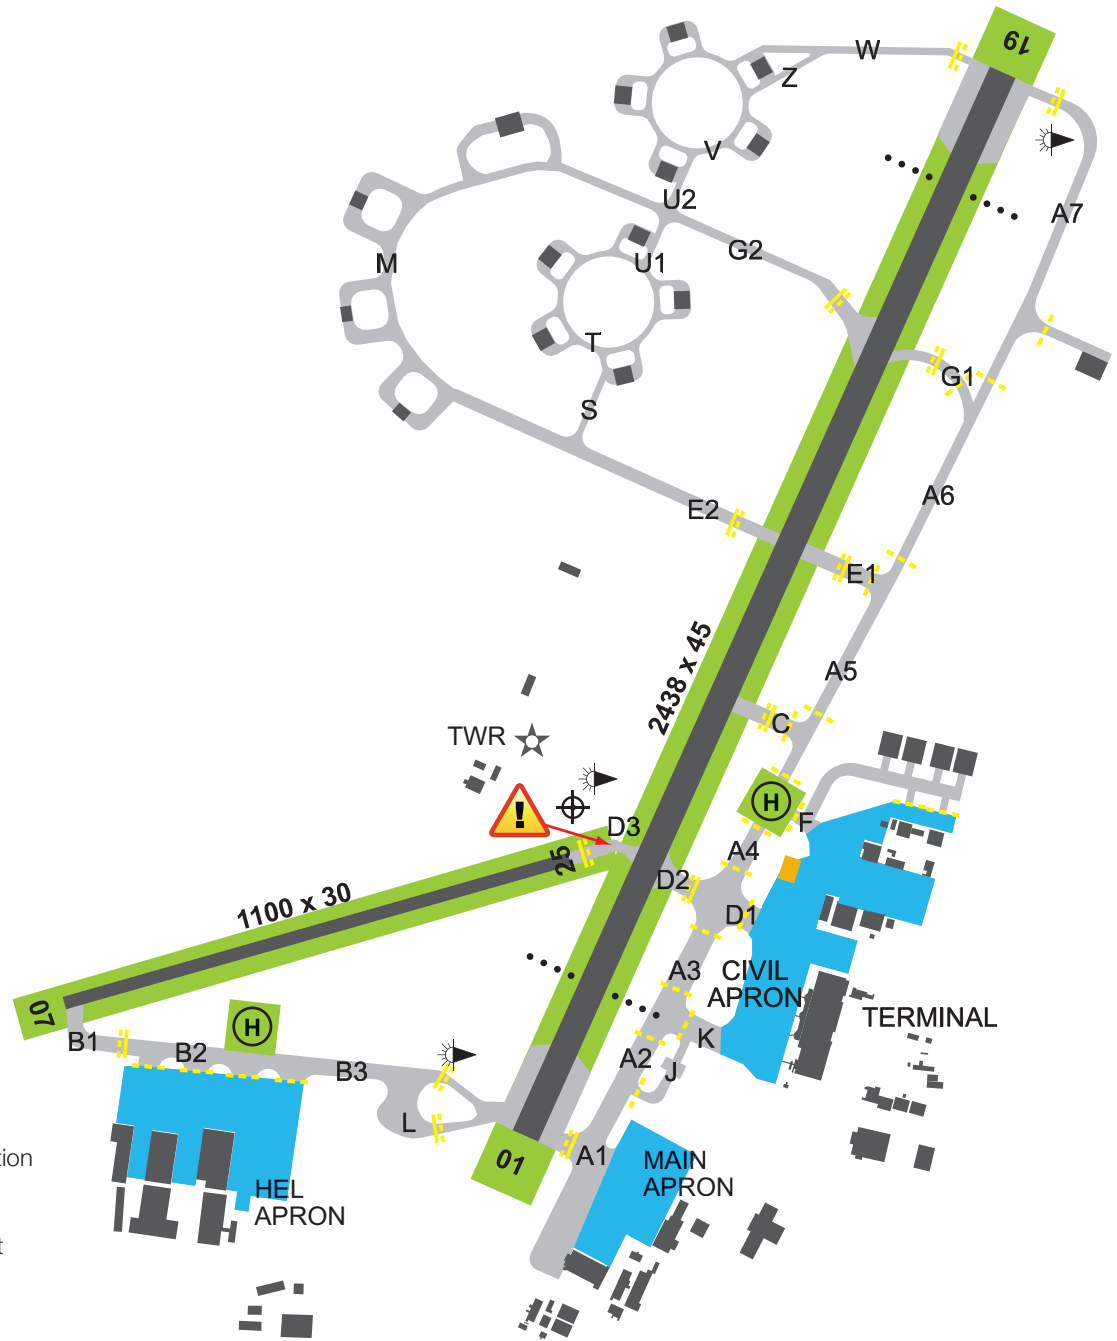 19
W
Z
V
U2
A7
G2
M
U1
T
G1
S
A6
E2
E1
2438 x 45
A5
C
TWR
H
F
!
D3
A4
25
D2
1100 x 30
D1
A3
CIVIL
APRON
07
H
TERMINAL
B1
B2
K
A2
B3
J
L
A1
01
MAIN
APRON
tion
HEL
APRON
t